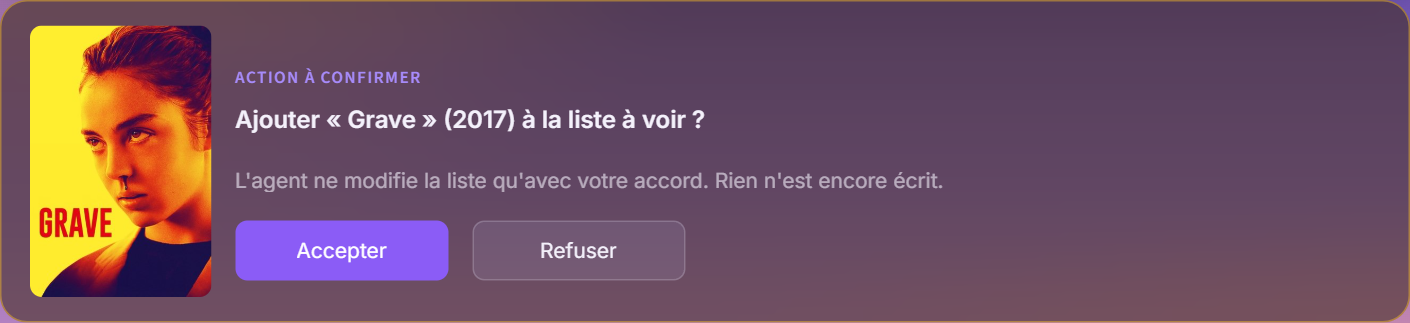 GRAVE
ACTION À CONFIRMER
Ajouter « Grave » (2017) à la liste à voir ?
L'agent ne modifie la liste qu'avec votre accord. Rien n'est encore écrit.
Accepter
Refuser